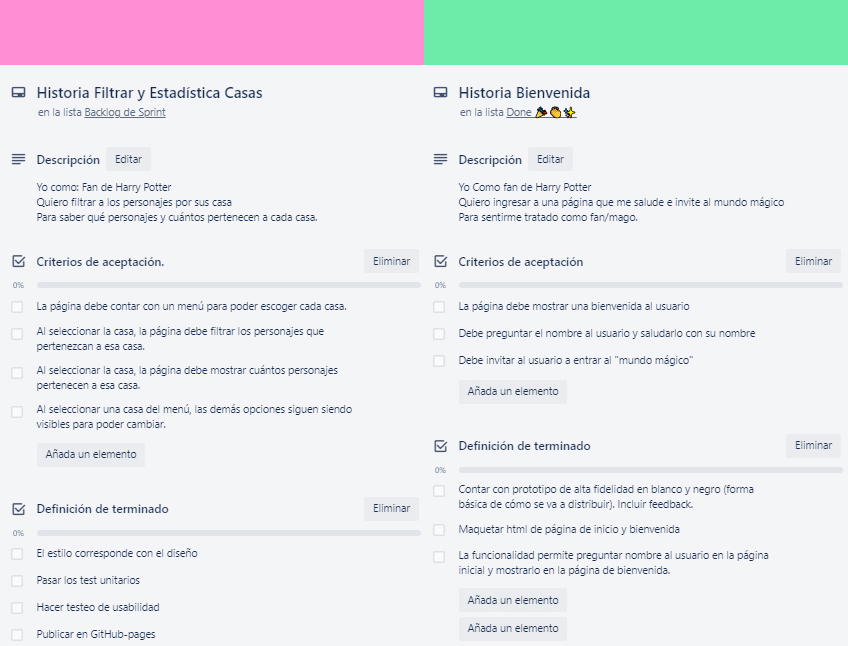 Historia Filtrar y Estadística Casas
en la lista Backlog de Sprint
Descripción Editar
Yo como: Fan de Harry Potter
Quiero filtrar a los personajes por su casa
Para saber qué personajes y cuántos pertenecen a cada casa.
Criterios de aceptación. Eliminar
0%
La página debe contar con un menú para poder escoger cada casa.
Al seleccionar la casa, la página debe filtrar los personajes que
pertenezcan a esa casa.
Al seleccionar la casa, la página debe mostrar cuántos personajes
pertenecen a esa casa.
Al seleccionar una casa del menú, las demás opciones siguen siendo
visibles para poder cambiar.
Añada un elemento
Definición de terminado Eliminar
0%
El estilo corresponde con el diseño
Pasar los test unitarios
Hacer testeo de usabilidad
Publicar en GitHub-pages
Historia Bienvenida
en la lista Done 🎉👏✨
Descripción Editar
Yo Como fan de Harry Potter
Quiero ingresar a una página que me salude e invite al mundo mágico
Para sentirme tratado como fan/mago.
Criterios de aceptación Eliminar
0%
La página debe mostrar una bienvenida al usuario
Debe preguntar el nombre al usuario y saludarlo con su nombre
Debe invitar al usuario a entrar al "mundo mágico"
Añada un elemento
Definición de terminado Eliminar
0%
Contar con prototipo de alta fidelidad en blanco y negro (forma
básica de cómo se va a distribuir). Incluir feedback.
Maquetar html de página de inicio y bienvenida
La funcionalidad permite preguntar nombre al usuario en la página
inicial y mostrarlo en la página de bienvenida.
Añada un elemento
Añada un elemento